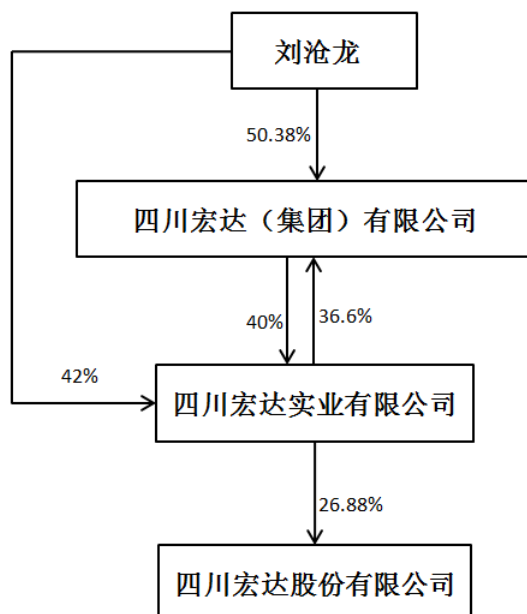 刘沧龙
50.38%
四川宏达（集团）有限公司
40%
36.6%
42%
四川宏达实业有限公司
26.88%
四川宏达股份有限公司